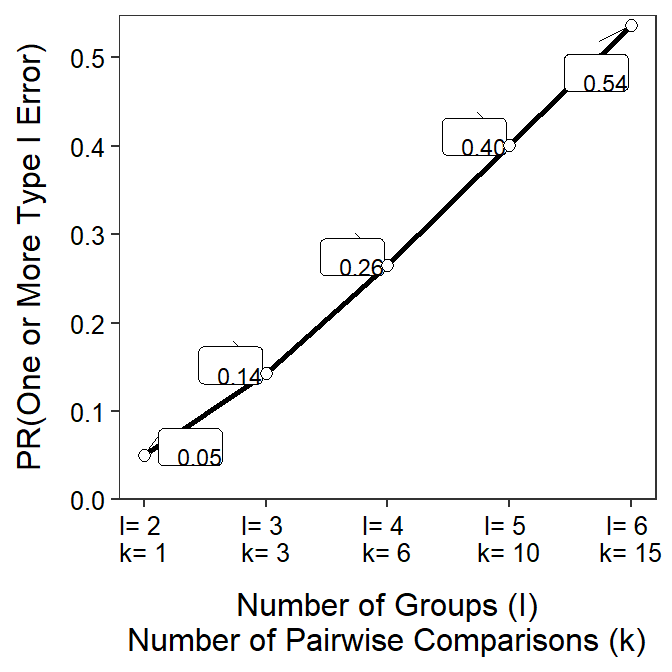 PR(One or More Type I Error)
0.5
0.4
0.3
0.2
0.1
0.0
0.54
0.40
0.26
0.14
0.05
I= 2 I= 3 I= 4 I= 5 I= 6
k= 1 k= 3 k= 6 k= 10 k= 15
Number of Groups (I)
Number of Pairwise Comparisons (k)